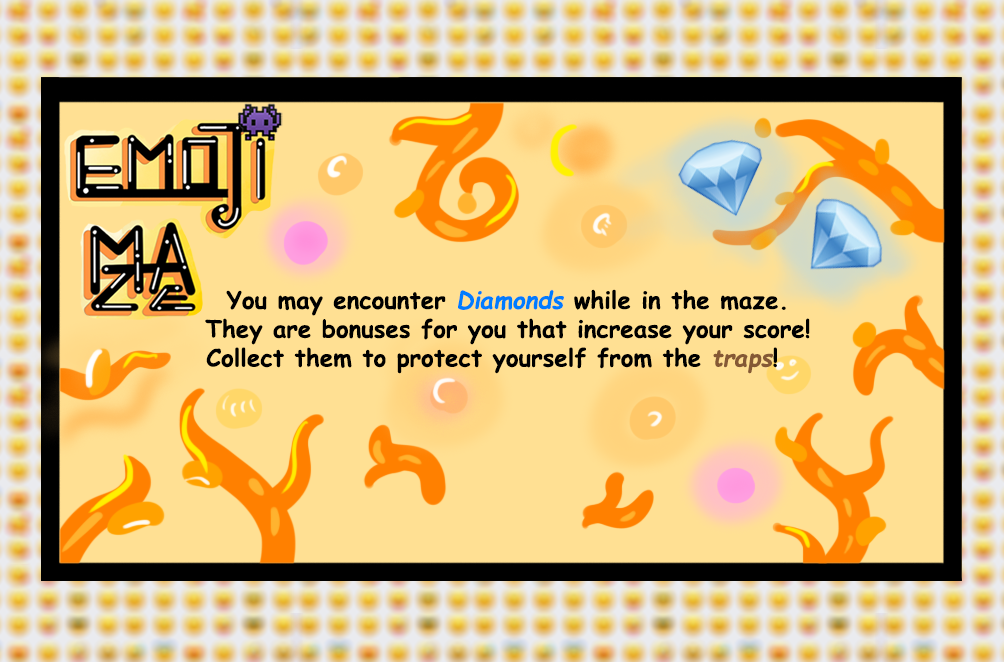 EMOJi
MAZE
You may encounter Diamonds while in the maze.
They are bonuses for you that increase your score!
Collect them to protect yourself from the traps!